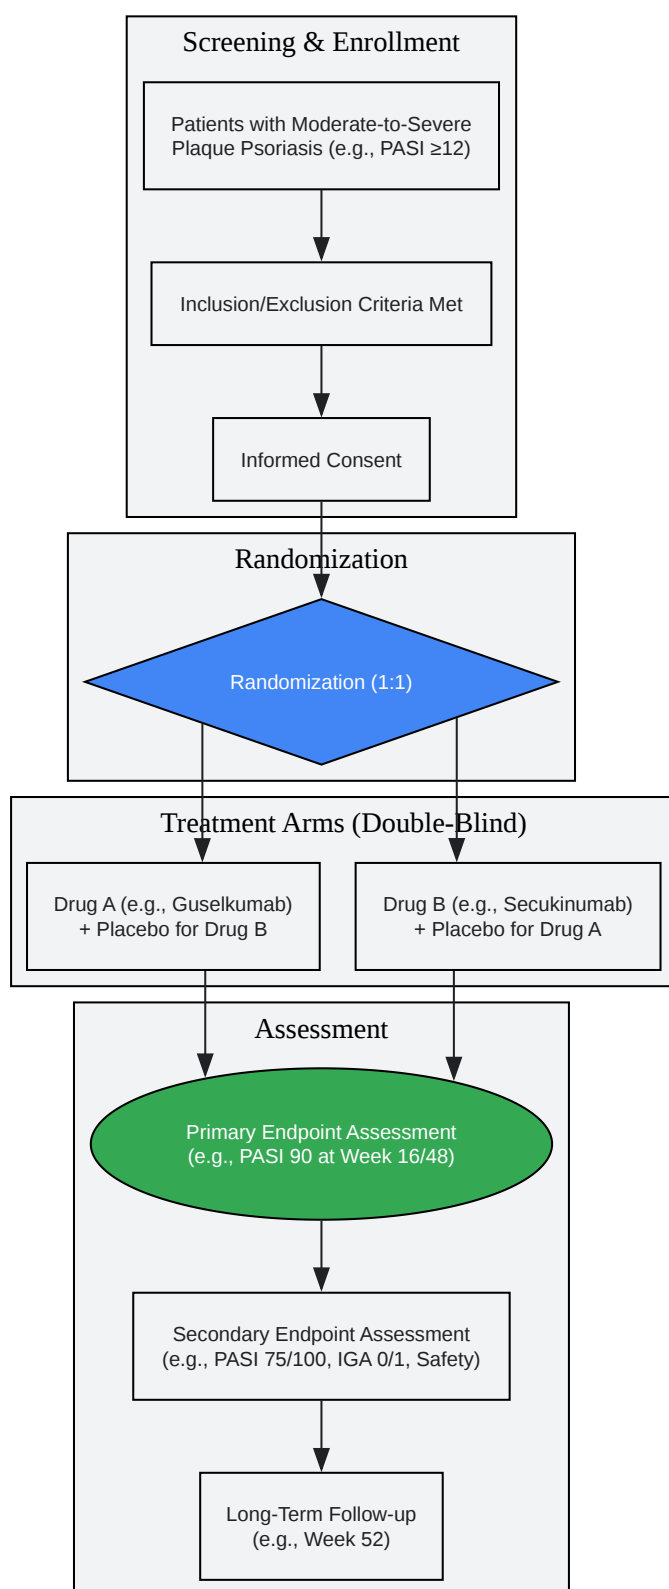 Screening & Enrollment
Patients with Moderate-to-Severe
Plaque Psoriasis (e.g., PASI ≥12)
Inclusion/Exclusion Criteria Met
Informed Consent
Randomization
Randomization (1:1)
Treatment Arms (Double-Blind)
Drug A (e.g., Guselkumab)
+ Placebo for Drug B
Drug B (e.g., Secukinumab)
+ Placebo for Drug A
Assessment
Primary Endpoint Assessment
(e.g., PASI 90 at Week 16/48)
Secondary Endpoint Assessment
(e.g., PASI 75/100, IGA 0/1, Safety)
Long-Term Follow-up
(e.g., Week 52)